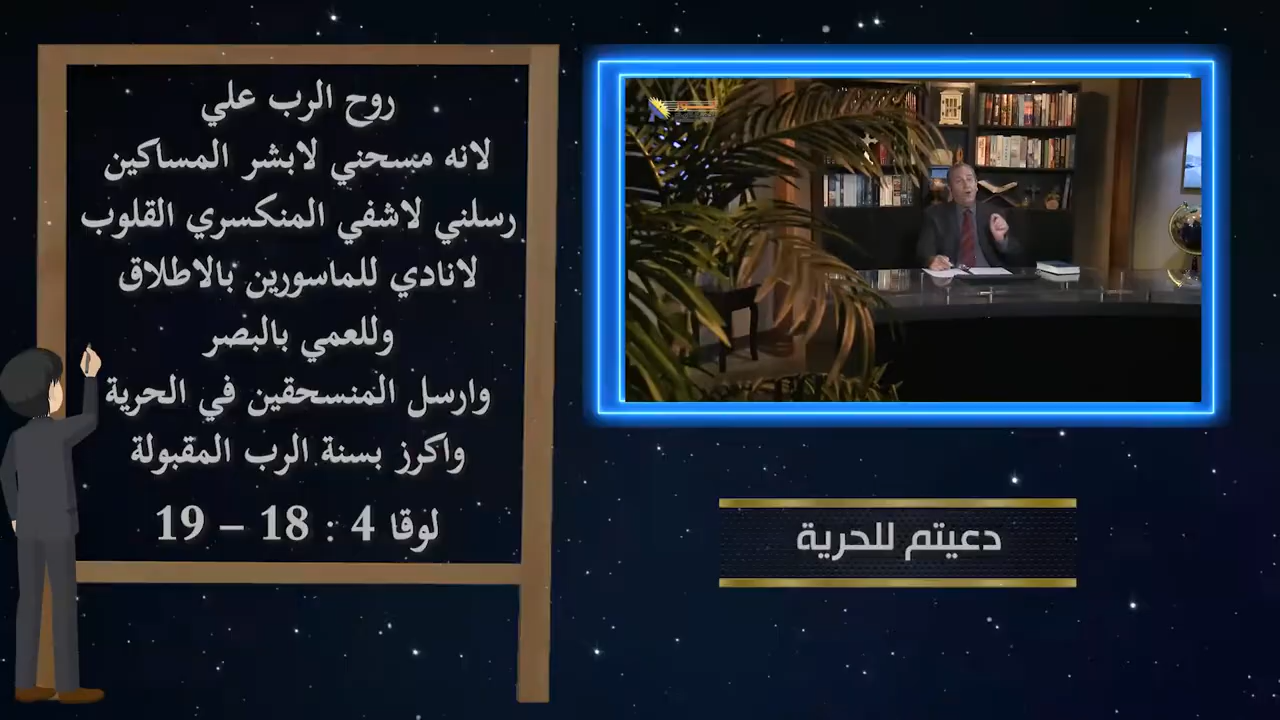 روح الرب علي
لانه مسحني لابشر المساكين
رسلني لاشفي المنكسري القلوب
لانادي للماسورين بالاطلاق
وللعمي بالبصر
وارسل المنسحقين في الحرية
واكرز بسنة الرب المقبولة
لوقا 4 : 18 – 19
دعيتم للحرية